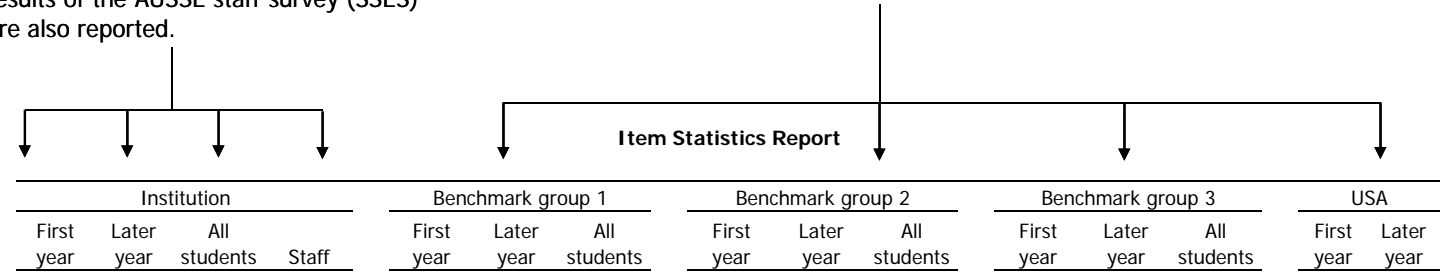 results of the AUSSE staff survey (SSES)
are also reported.
Item Statistics Report
Institution Benchmark group 1 Benchmark group 2 Benchmark group 3 USA
First Later All First Later All First Later All First Later All First Later
year year students Staff year year students year year students year year students year year